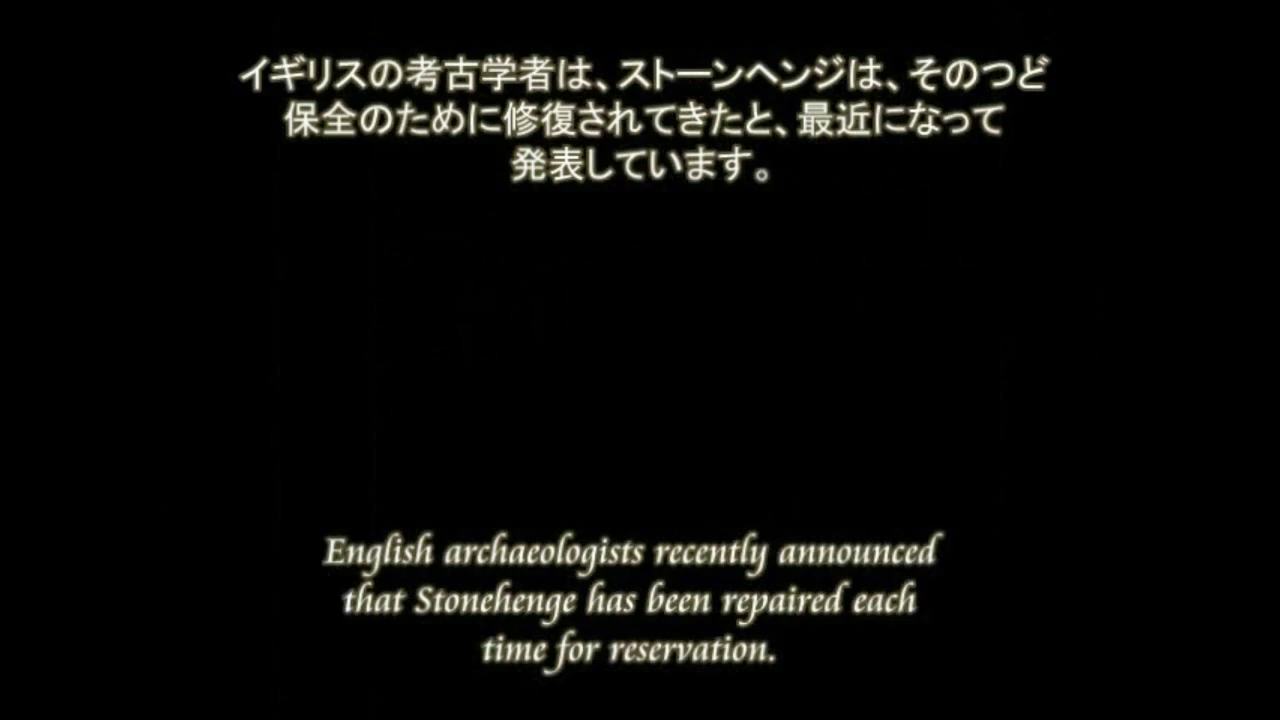 イギリスの考古学者は、ストーンヘンジは、そのつど
保全のために修復されてきたと、最近になって
発表しています。
English archaeologists recently announced
that Stonehenge has been repaired each
time for reservation.